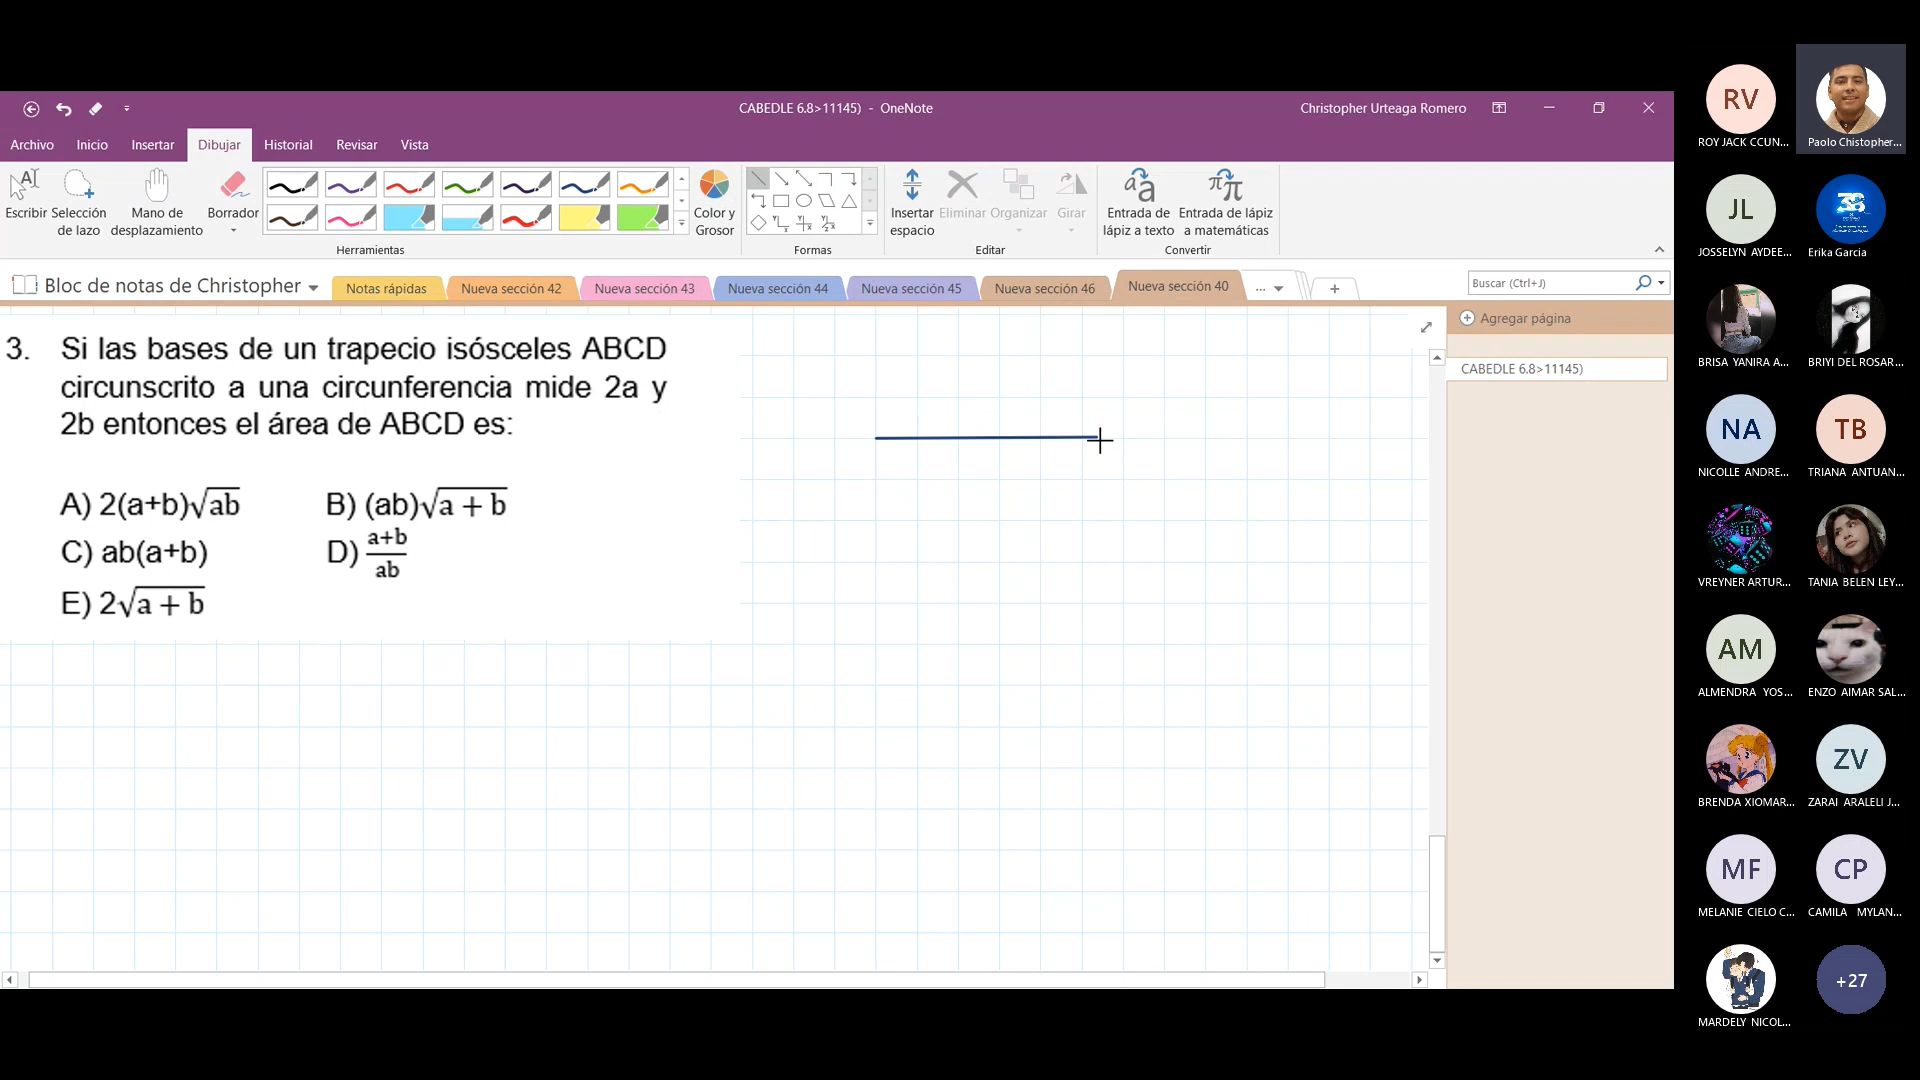 CABEDLE 6.8>11145) - OneNote
Christopher Urteaga Romero
Archivo
Inicio
Insertar
Dibujar
Historial
Revisar
Vista
Escribir
Selección de lazo
Mano de desplazamiento
Borrador
Color y Grosor
Insertar espacio
Eliminar
Organizar
Girar
Entrada de lápiz a texto
Entrada de lápiz a matemáticas
Herramientas
Formas
Editar
Convertir
Bloc de notas de Christopher
Notas rápidas
Nueva sección 42
Nueva sección 43
Nueva sección 44
Nueva sección 45
Nueva sección 46
Nueva sección 40
...
Buscar (Ctrl+J)
Agregar página
CABEDLE 6.8>11145)
3. Si las bases de un trapecio isósceles ABCD
circunscrito a una circunferencia mide 2a y
2b entonces el área de ABCD es:
A) 2(a+b)√ab B) (ab)√a + b
C) ab(a+b) D) a+b/ab
E) 2√a + b
RV
ROY JACK CCUN...
Paolo Chistopher...
JL
JOSSELYN AYDEE...
Erika Garcia
BRISA YANIRA A...
BRIYI DEL ROSAR...
NA
NICOLLE ANDRE...
TB
TRIANA ANTUAN...
VREYNER ARTUR...
TANIA BELEN LEY...
AM
ALMENDRA YOS...
ENZO AIMAR SAL...
BRENDA XIOMAR...
ZV
ZARAI ARALELI J...
MF
MELANIE CIELO C...
CP
CAMILA MYLAN...
MARDELY NICOL...
+27